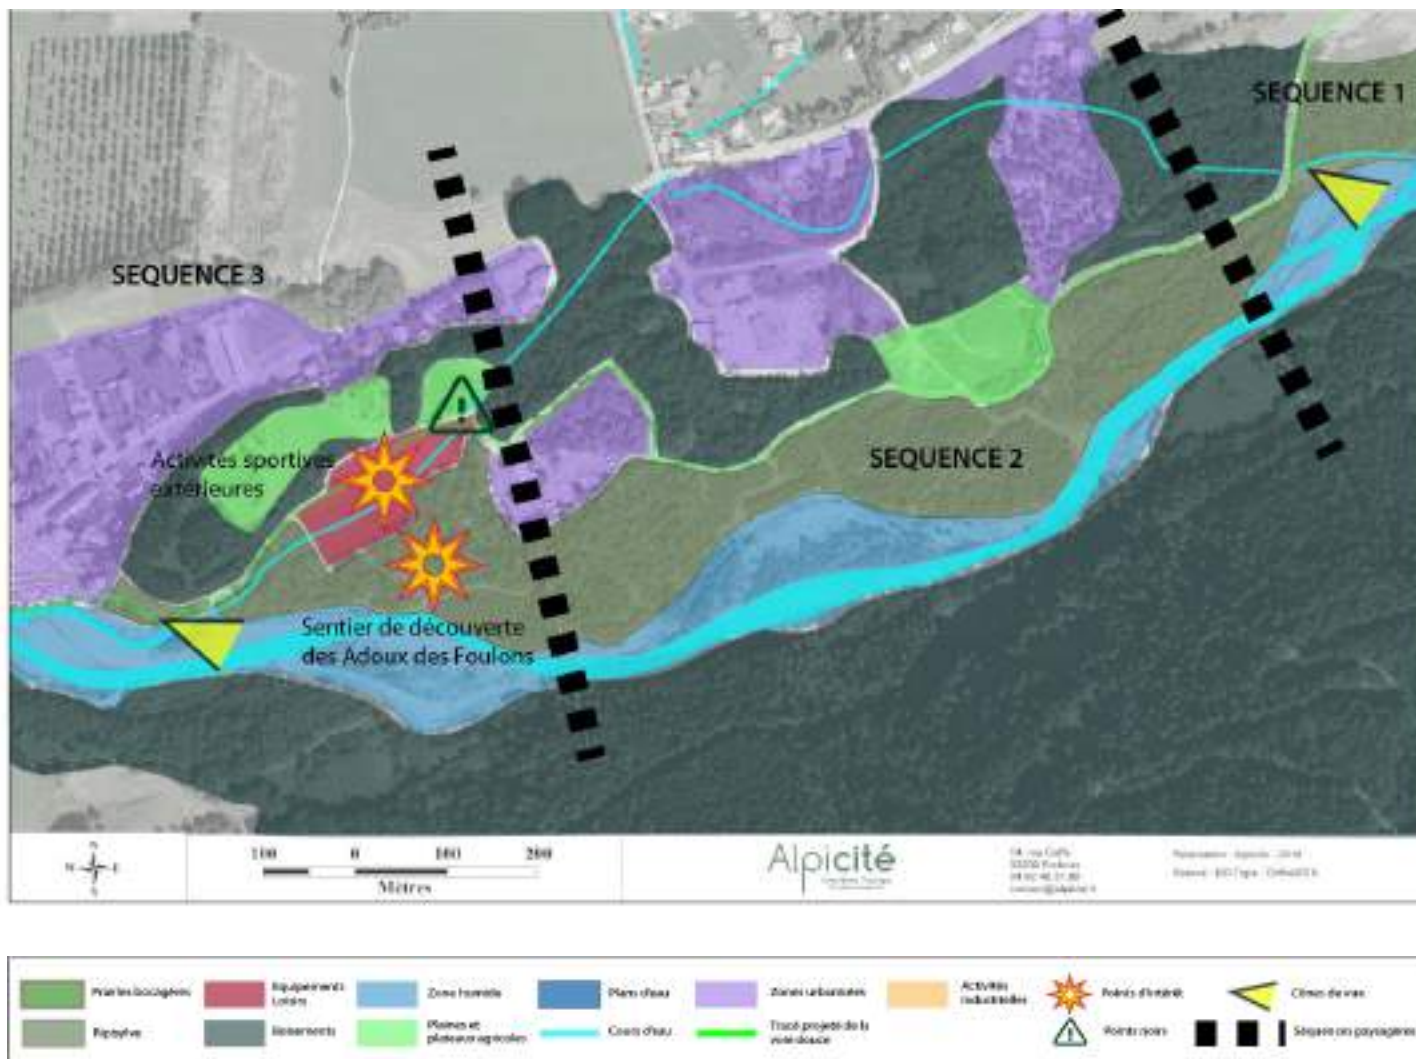 SEQUENCE 1
SEQUENCE 3
SEQUENCE 2
Activités sportives
extérieures
Sentier de découverte
des Adoux des Foulons
N
W
E
S
100 0 100 200
Mètres
Alpicité
Prairies bocagères
Equipements
Loisirs
Zone humide
Plans d'eau
Zones urbanisées
Activités
industrielles
Points d'intérêt
Cônes de vue
Ripisylve
Boisements
Plaines et
plateaux agricoles
Cours d'eau
Tracé projeté de la
voie douce
Points noirs
Séquences paysagères